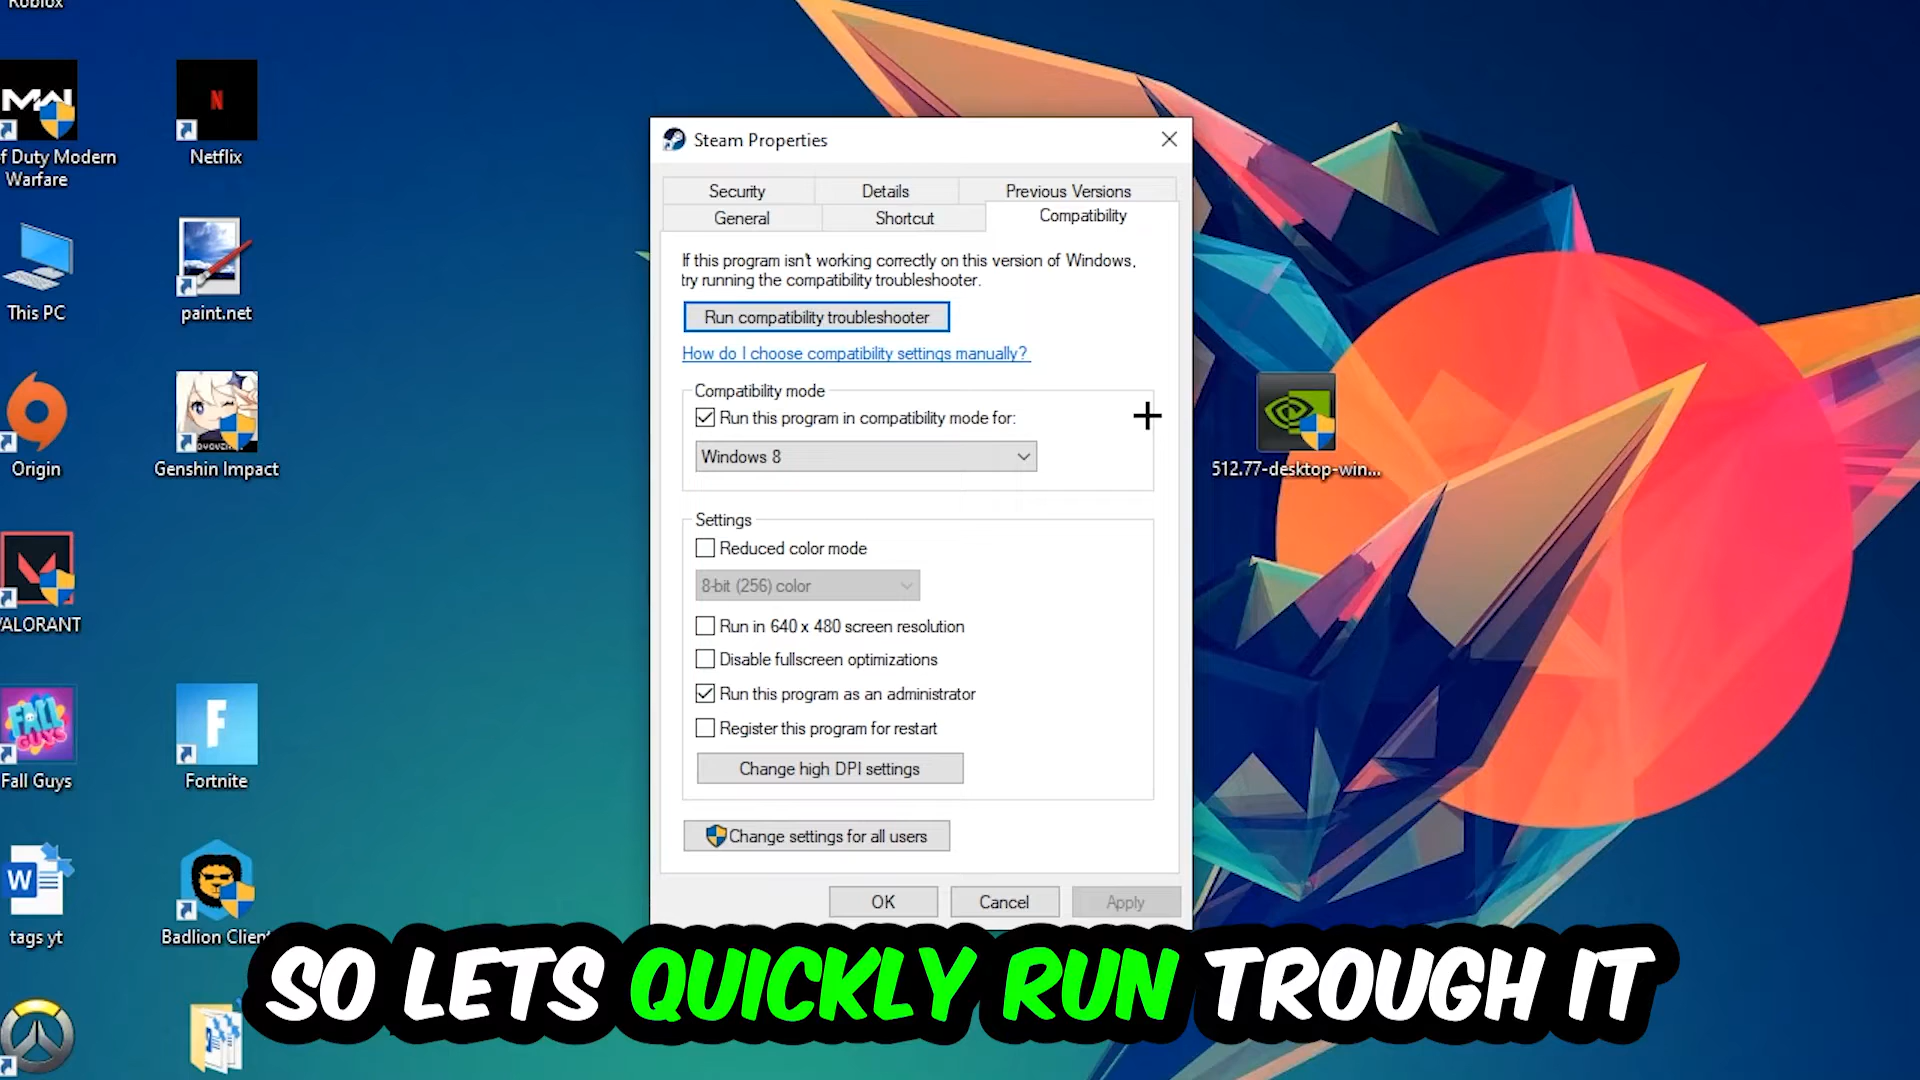 Roblox
MW
f Duty Modern
Warfare
N
Netflix
This PC
paint.net
Origin
Genshin Impact
VALORANT
FALL
GUYS
Fall Guys
F
Fortnite
W
tags yt
Badlion Client
512.77-desktop-win...
Steam Properties
Security
Details
Previous Versions
General
Shortcut
Compatibility
If this program isn't working correctly on this version of Windows,
try running the compatibility troubleshooter.
Run compatibility troubleshooter
How do I choose compatibility settings manually?
Compatibility mode
Run this program in compatibility mode for:
Windows 8
Settings
Reduced color mode
8-bit (256) color
Run in 640 x 480 screen resolution
Disable fullscreen optimizations
Run this program as an administrator
Register this program for restart
Change high DPI settings
Change settings for all users
OK
Cancel
Apply
SO LETS QUICKLY RUN TROUGH IT